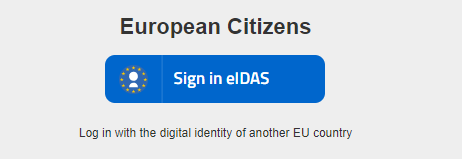 European Citizens
Sign in eIDAS
Log in with the digital identity of another EU country